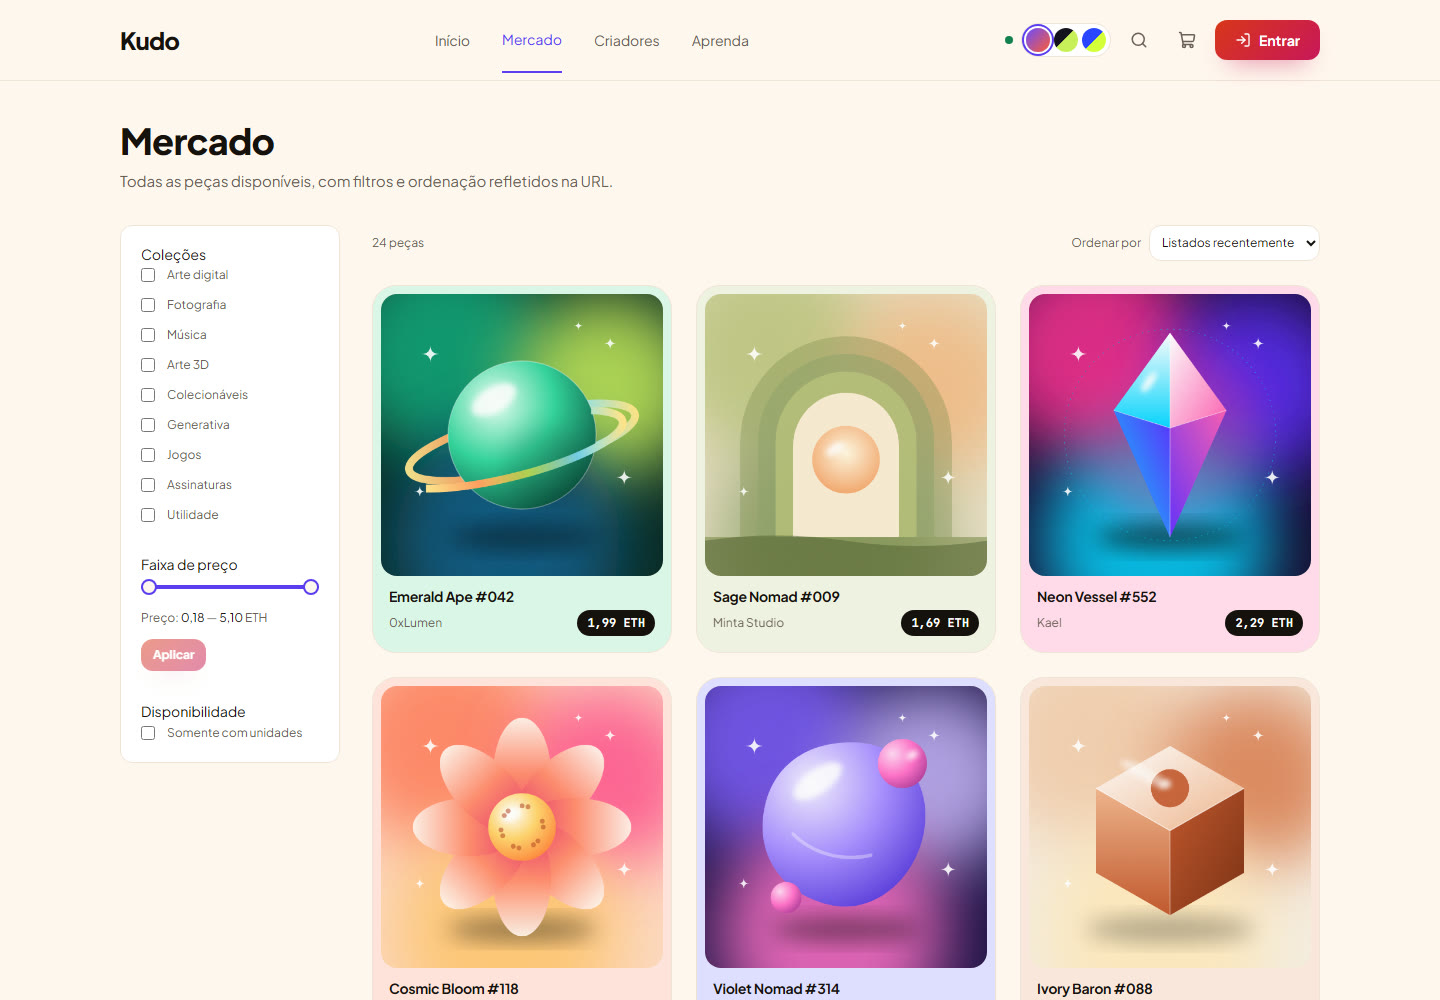 Kudo
Início
Mercado
Criadores
Aprenda
Entrar
Mercado
Todas as peças disponíveis, com filtros e ordenação refletidos na URL.
Coleções
Arte digital
Fotografia
Música
Arte 3D
Colecionáveis
Generativa
Jogos
Assinaturas
Utilidade
Faixa de preço
Preço: 0,18 — 5,10 ETH
Aplicar
Disponibilidade
Somente com unidades
24 peças
Ordenar por
Listados recentemente
Emerald Ape #042
0xLumen
1,99 ETH
Sage Nomad #009
Minta Studio
1,69 ETH
Neon Vessel #552
Kael
2,29 ETH
Cosmic Bloom #118
Violet Nomad #314
Ivory Baron #088